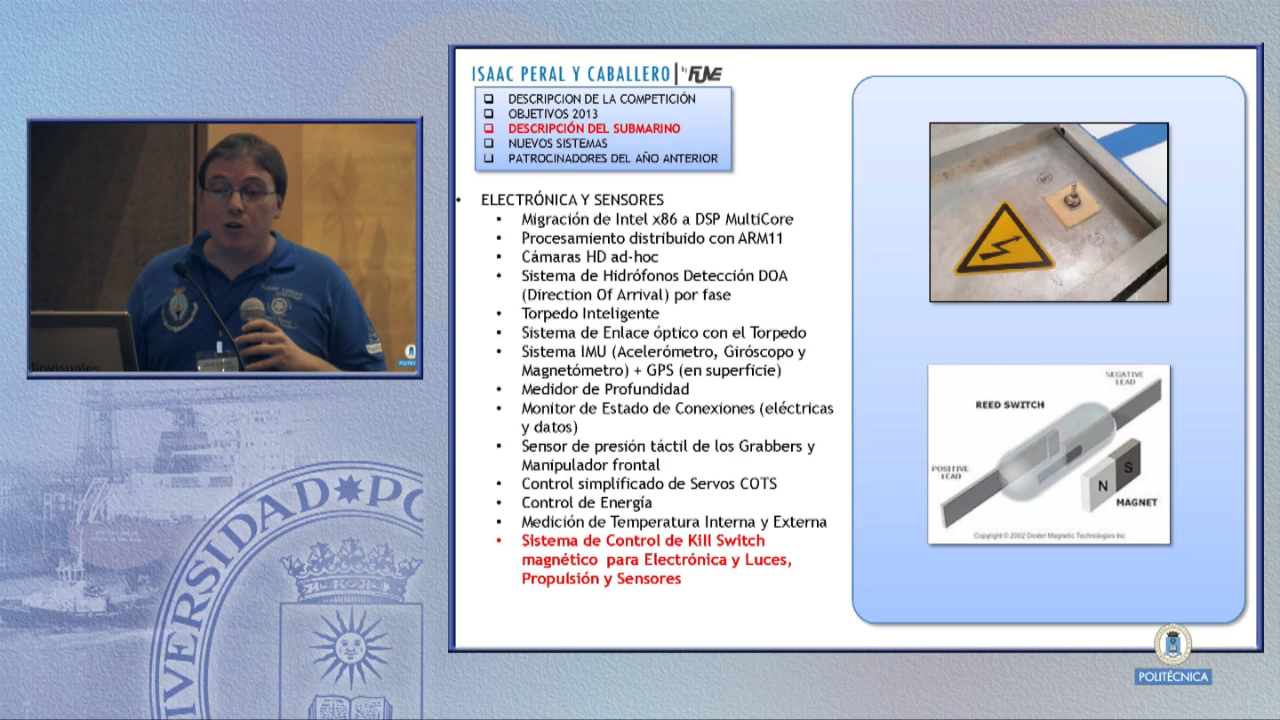 ISAAC PERAL Y CABALLERO | by FUVE
DESCRIPCION DE LA COMPETICIÓN
OBJETIVOS 2013
DESCRIPCIÓN DEL SUBMARINO
NUEVOS SISTEMAS
PATROCINADORES DEL AÑO ANTERIOR
• ELECTRÓNICA Y SENSORES
• Migración de Intel x86 a DSP MultiCore
• Procesamiento distribuido con ARM11
• Cámaras HD ad-hoc
• Sistema de Hidrófonos Detección DOA
(Direction Of Arrival) por fase
• Torpedo Inteligente
• Sistema de Enlace óptico con el Torpedo
• Sistema IMU (Acelerómetro, Giróscopo y
Magnetómetro) + GPS (en superficie)
• Medidor de Profundidad
• Monitor de Estado de Conexiones (eléctricas
y datos)
• Sensor de presión táctil de los Grabbers y
Manipulador frontal
• Control simplificado de Servos COTS
• Control de Energía
• Medición de Temperatura Interna y Externa
• Sistema de Control de Kill Switch
magnético para Electrónica y Luces,
Propulsión y Sensores
NEGATIVE
LEAD
REED SWITCH
POSITIVE
LEAD
N
S
MAGNET
Copyright © 2002 Dexter Magnetic Technologies Inc.
POLITÉCNICA
VERSIDAD PO